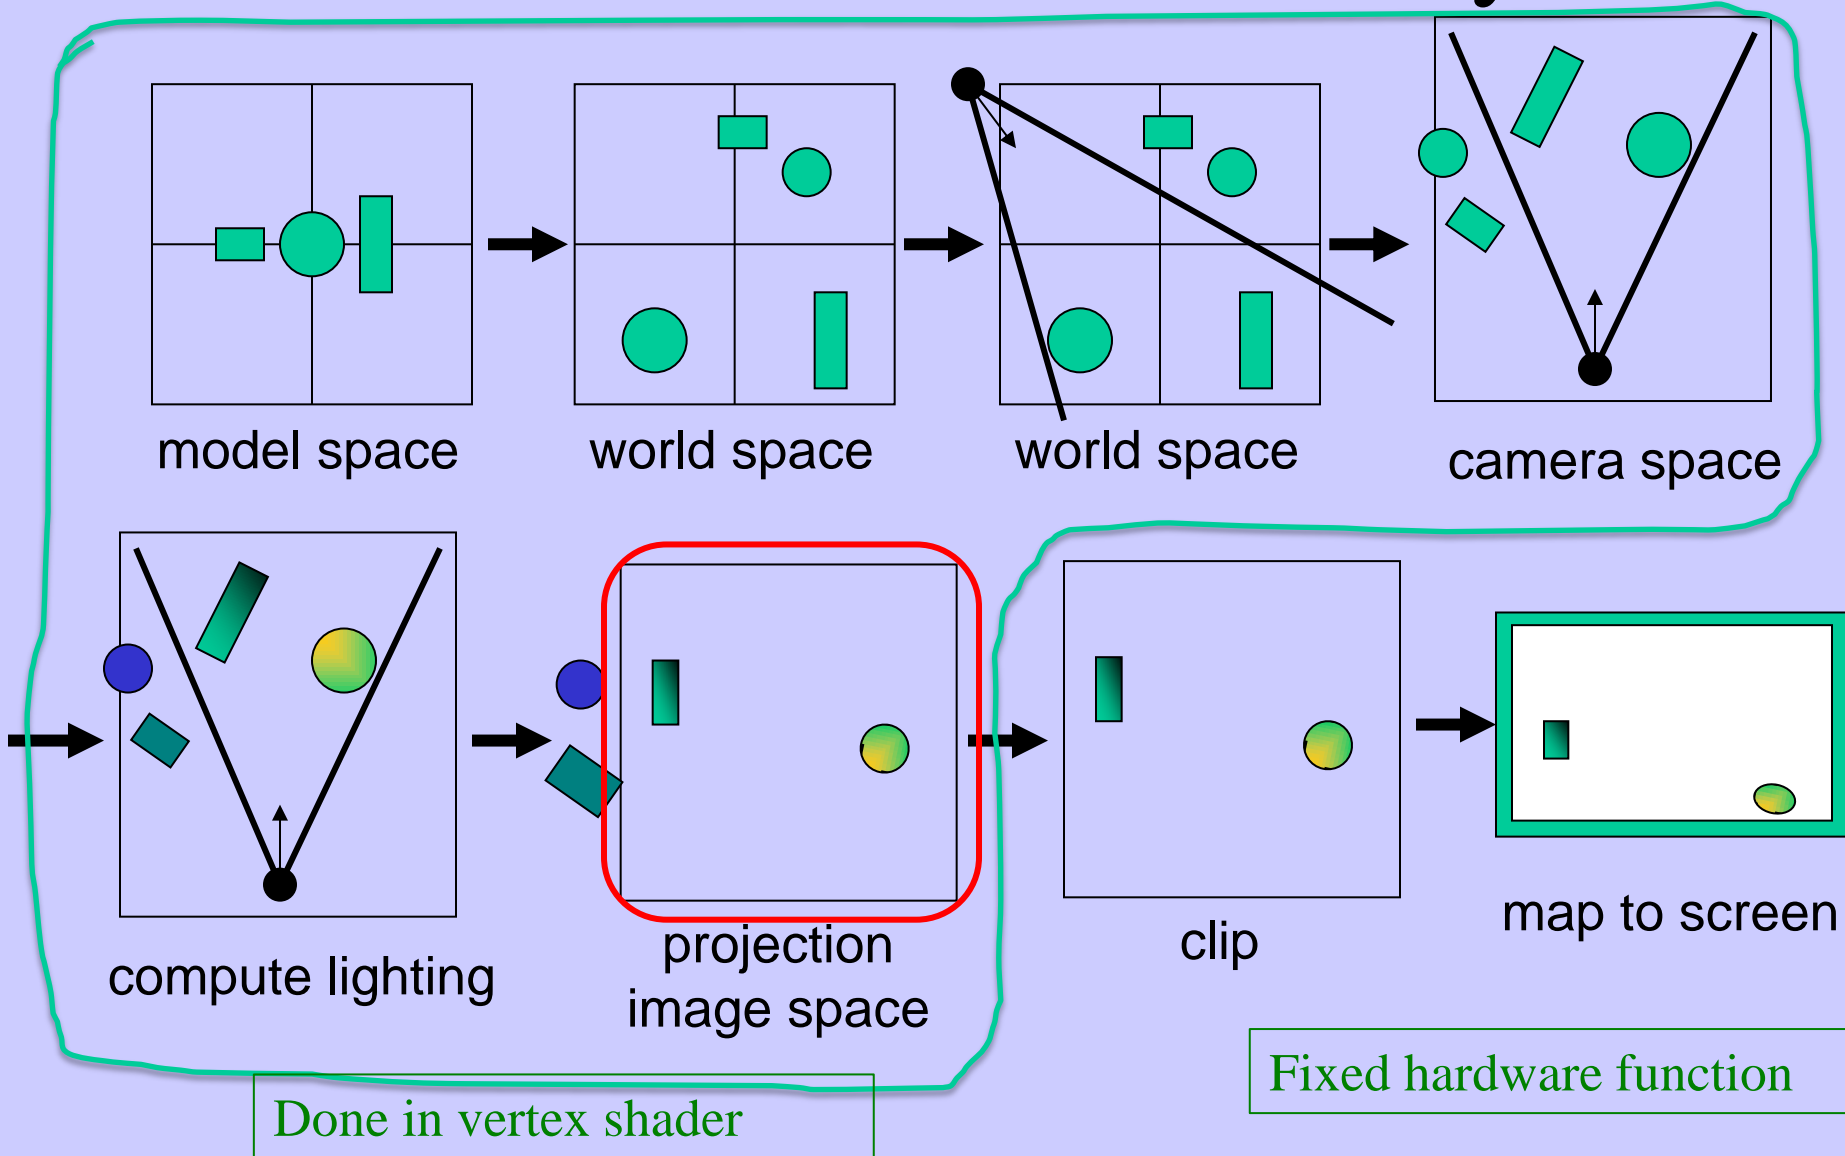 model space
world space
world space
camera space
compute lighting
projection
image space
clip
map to screen
Fixed hardware function
Done in vertex shader